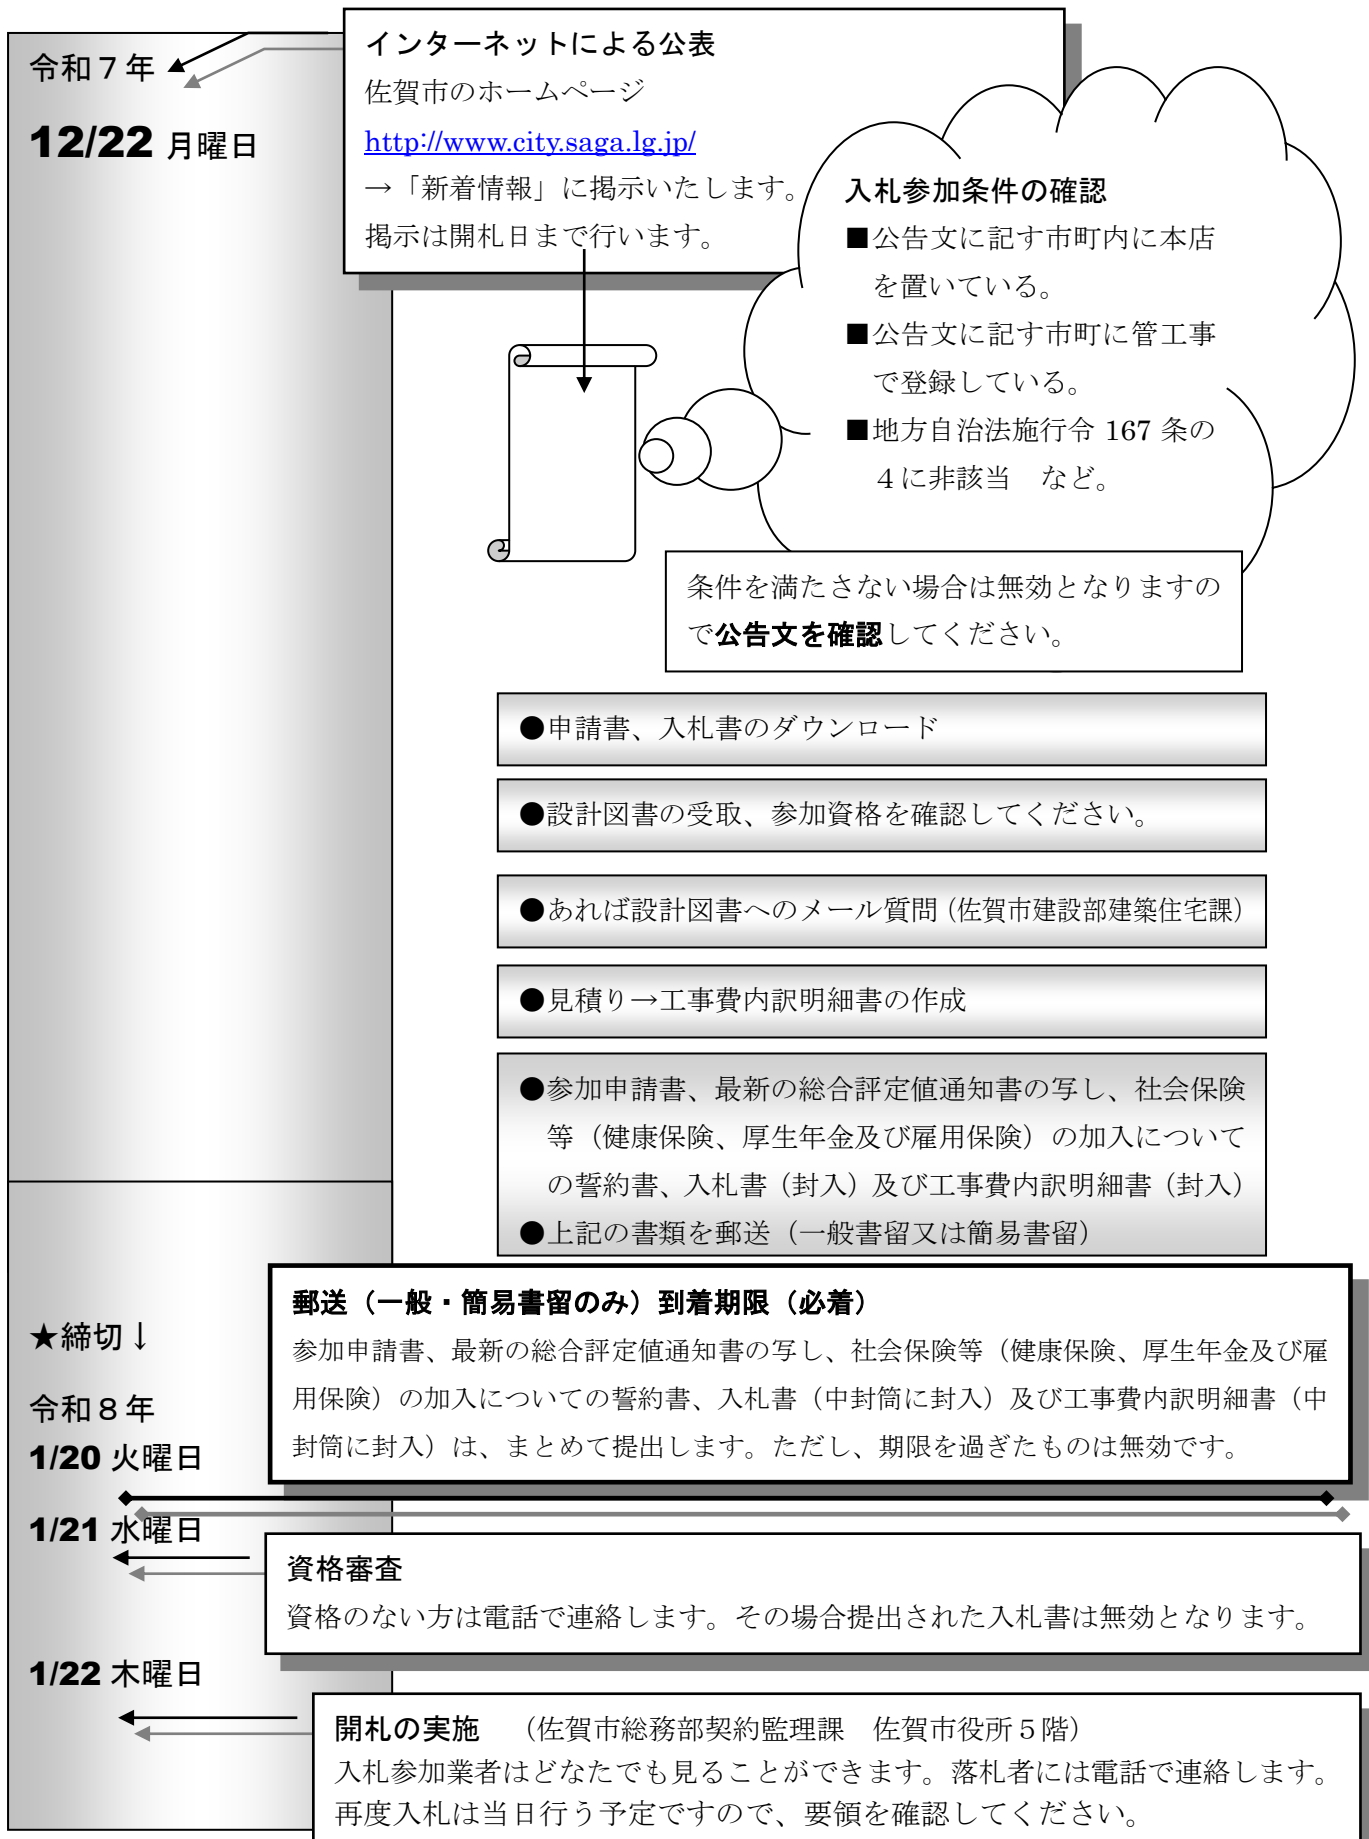 令和７年
12/22 月曜日
インターネットによる公表
佐賀市のホームページ
http://www.city.saga.lg.jp/
→「新着情報」に掲示いたします。
掲示は開札日まで行います。
入札参加条件の確認
■公告文に記す市町内に本店
を置いている。
■公告文に記す市町に管工事
で登録している。
■地方自治法施行令 167 条の
４に非該当　など。
条件を満たさない場合は無効となりますの
で公告文を確認してください。
●申請書、入札書のダウンロード
●設計図書の受取、参加資格を確認してください。
●あれば設計図書へのメール質問（佐賀市建設部建築住宅課）
●見積り→工事費内訳明細書の作成
●参加申請書、最新の総合評定値通知書の写し、社会保険
等（健康保険、厚生年金及び雇用保険）の加入について
の誓約書、入札書（封入）及び工事費内訳明細書（封入）
●上記の書類を郵送（一般書留又は簡易書留）
★締切↓
令和８年
1/20 火曜日
郵送（一般・簡易書留のみ）到着期限（必着）
参加申請書、最新の総合評定値通知書の写し、社会保険等（健康保険、厚生年金及び雇
用保険）の加入についての誓約書、入札書（中封筒に封入）及び工事費内訳明細書（中
封筒に封入）は、まとめて提出します。ただし、期限を過ぎたものは無効です。
1/21 水曜日
資格審査
資格のない方は電話で連絡します。その場合提出された入札書は無効となります。
1/22 木曜日
開札の実施　（佐賀市総務部契約監理課　佐賀市役所５階）
入札参加業者はどなたでも見ることができます。落札者には電話で連絡します。
再度入札は当日行う予定ですので、要領を確認してください。